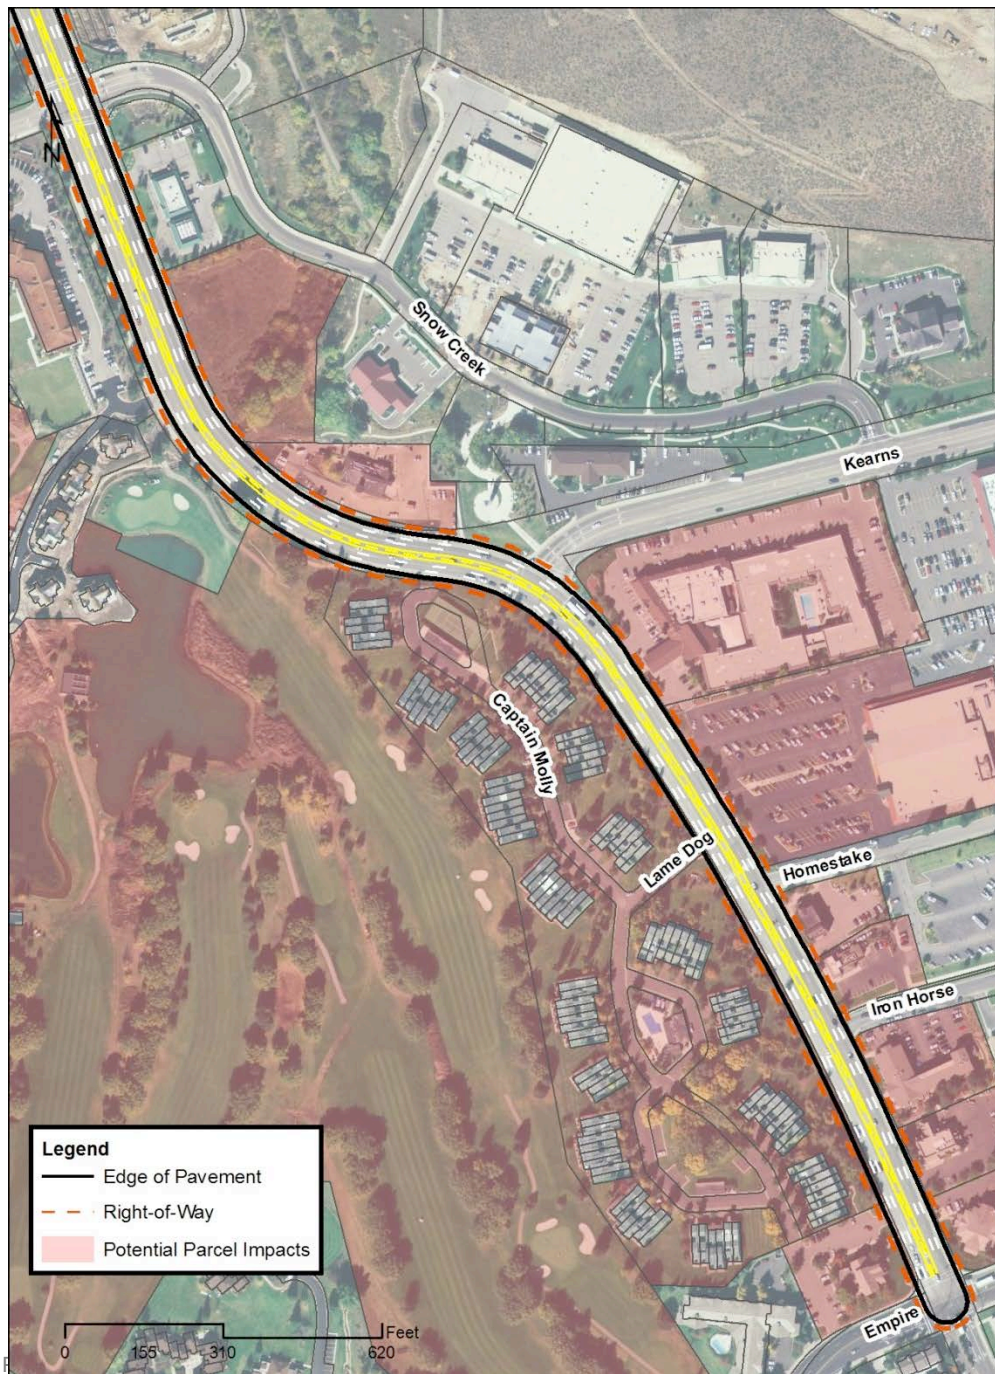 N
Snow Creek
Kearns
Captain Molly
Lame Dog
Homestake
Iron Horse
Legend
Edge of Pavement
Right-of-Way
Potential Parcel Impacts
Empire
Feet
0 155 310 620